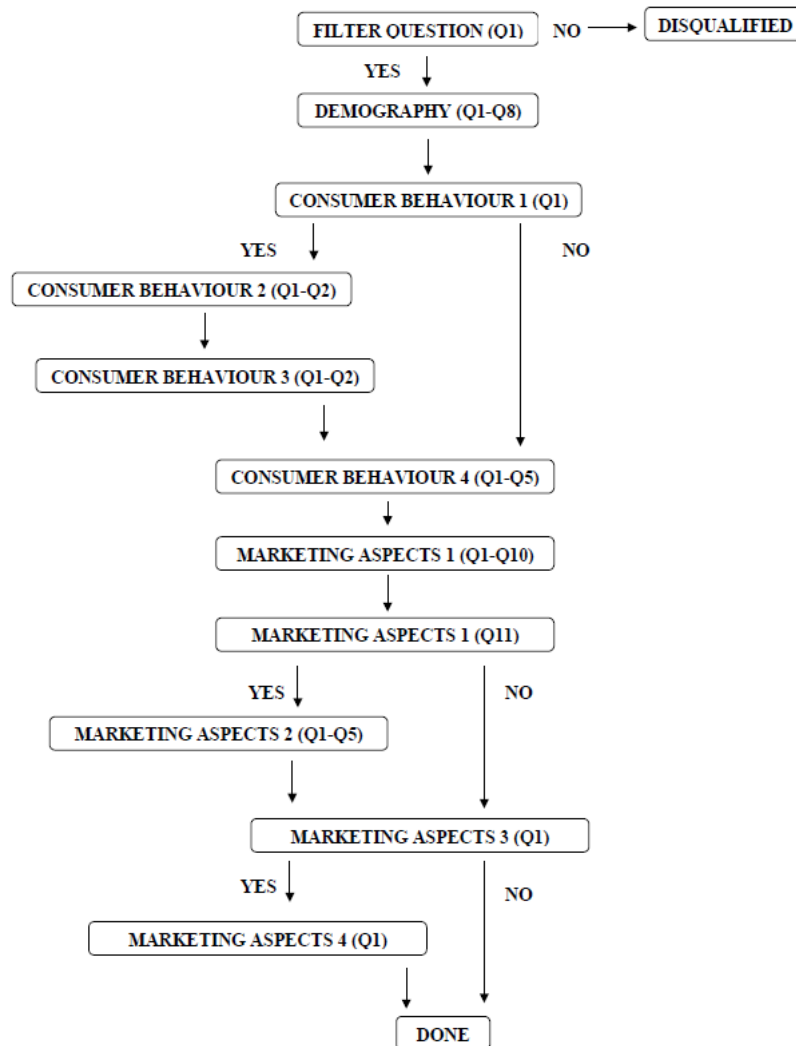 FILTER QUESTION (Q1) NO DISQUALIFIED
YES
DEMOGRAPHY (Q1-Q8)
CONSUMER BEHAVIOUR 1 (Q1)
YES NO
CONSUMER BEHAVIOUR 2 (Q1-Q2)
CONSUMER BEHAVIOUR 3 (Q1-Q2)
CONSUMER BEHAVIOUR 4 (Q1-Q5)
MARKETING ASPECTS 1 (Q1-Q10)
MARKETING ASPECTS 1 (Q11)
YES NO
MARKETING ASPECTS 2 (Q1-Q5)
MARKETING ASPECTS 3 (Q1)
YES NO
MARKETING ASPECTS 4 (Q1)
DONE